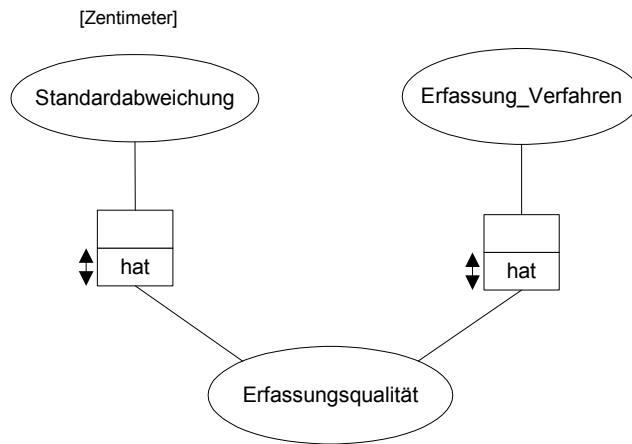 [Zentimeter]
Standardabweichung
Erfassung_Verfahren
hat
hat
Erfassungsqualität